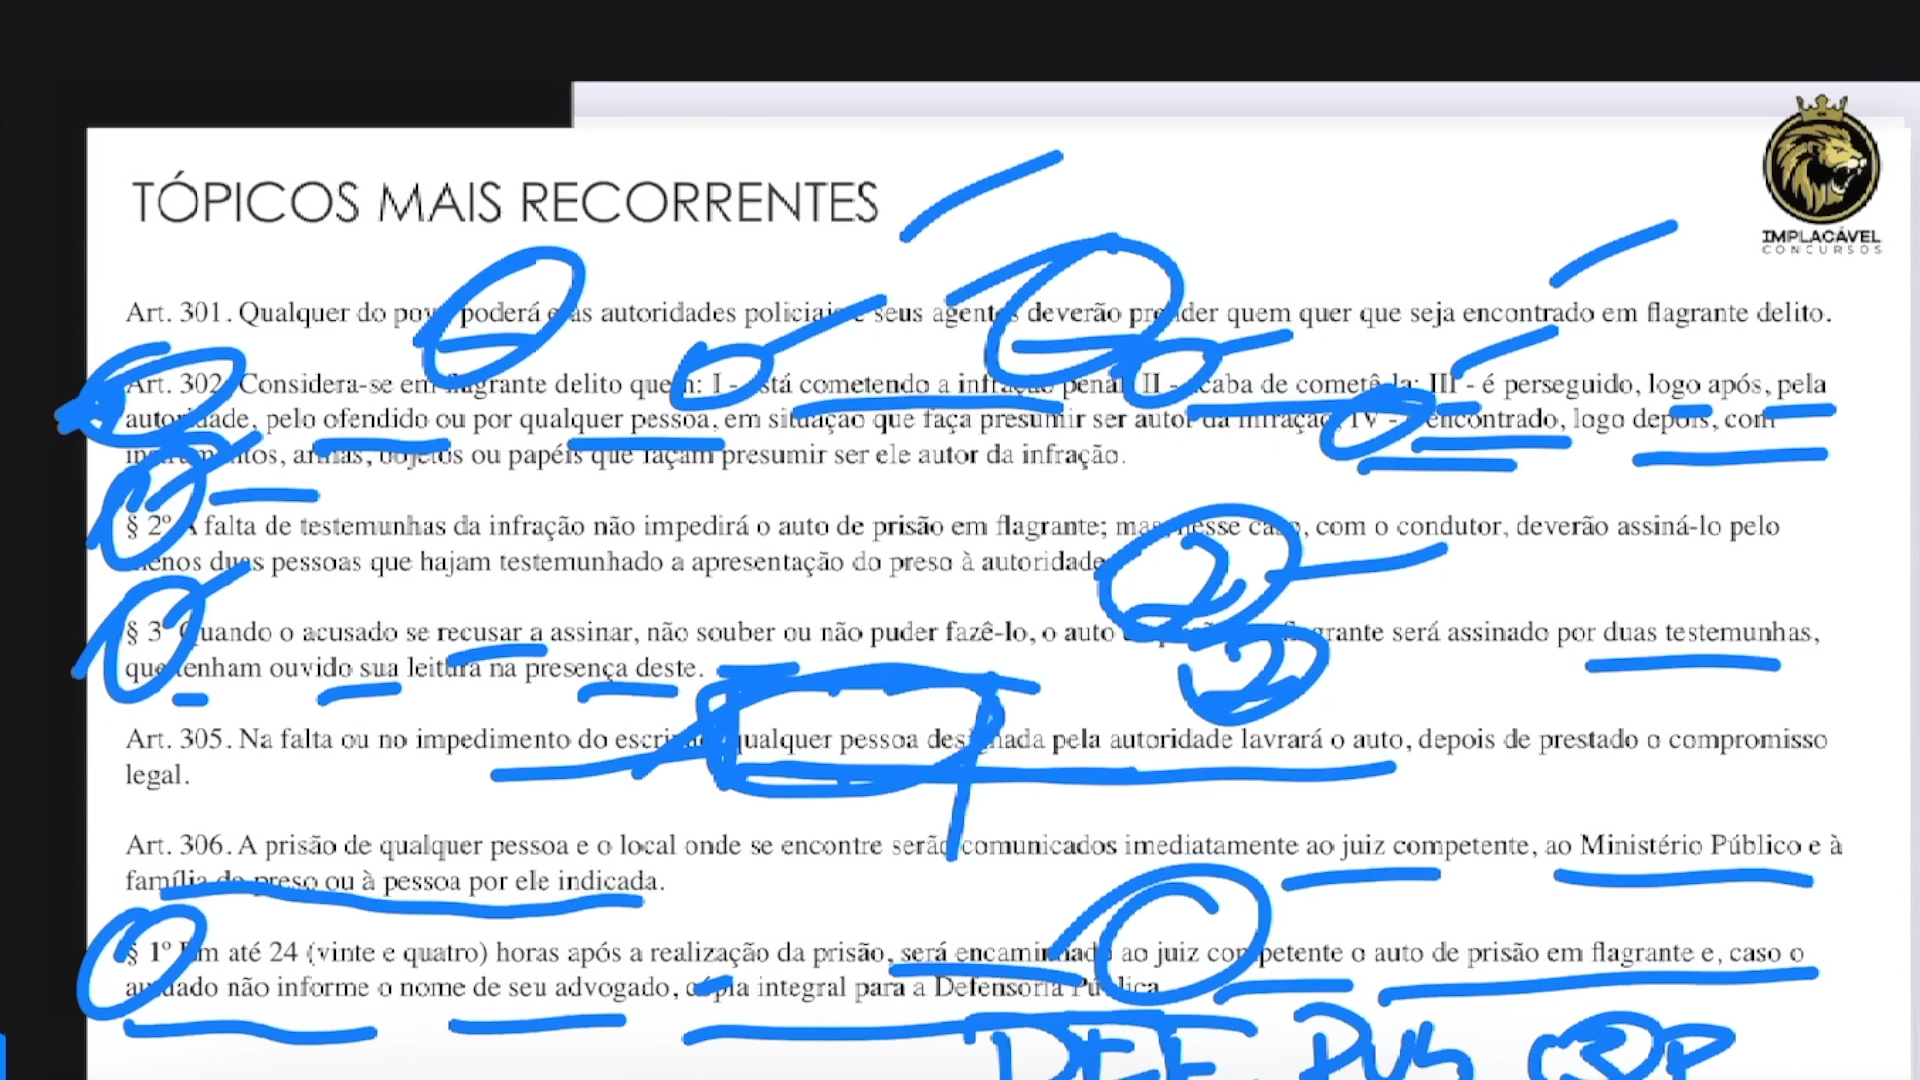 TÓPICOS MAIS RECORRENTES
IMPLACÁVEL
CONCURSOS
Art. 301. Qualquer do povo poderá e as autoridades policiais e seus agentes deverão prender quem quer que seja encontrado em flagrante delito.
Art. 302. Considera-se em flagrante delito quem: I - está cometendo a infração penal; II - acaba de cometê-la; III - é perseguido, logo após, pela
autoridade, pelo ofendido ou por qualquer pessoa, em situação que faça presumir ser autor da infração; IV - é encontrado, logo depois, com
instrumentos, armas, objetos ou papéis que façam presumir ser ele autor da infração.
§ 2º A falta de testemunhas da infração não impedirá o auto de prisão em flagrante; mas, nesse caso, com o condutor, deverão assiná-lo pelo
menos duas pessoas que hajam testemunhado a apresentação do preso à autoridade.
§ 3º Quando o acusado se recusar a assinar, não souber ou não puder fazê-lo, o auto de prisão em flagrante será assinado por duas testemunhas,
que tenham ouvido sua leitura na presença deste.
Art. 305. Na falta ou no impedimento do escrivão, qualquer pessoa designada pela autoridade lavrará o auto, depois de prestado o compromisso
legal.
Art. 306. A prisão de qualquer pessoa e o local onde se encontre serão comunicados imediatamente ao juiz competente, ao Ministério Público e à
família do preso ou à pessoa por ele indicada.
§ 1º Em até 24 (vinte e quatro) horas após a realização da prisão, será encaminhado ao juiz competente o auto de prisão em flagrante e, caso o
autuado não informe o nome de seu advogado, cópia integral para a Defensoria Pública.
2
2
DEF. PUB